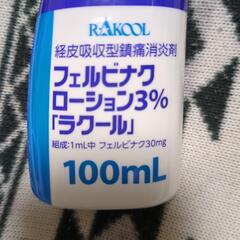 RAKOOL
経皮吸収型鎮痛消炎剤
フェルビナク
ローション3%
「ラクール」
組成:1mL中 フェルビナク30mg
100mL